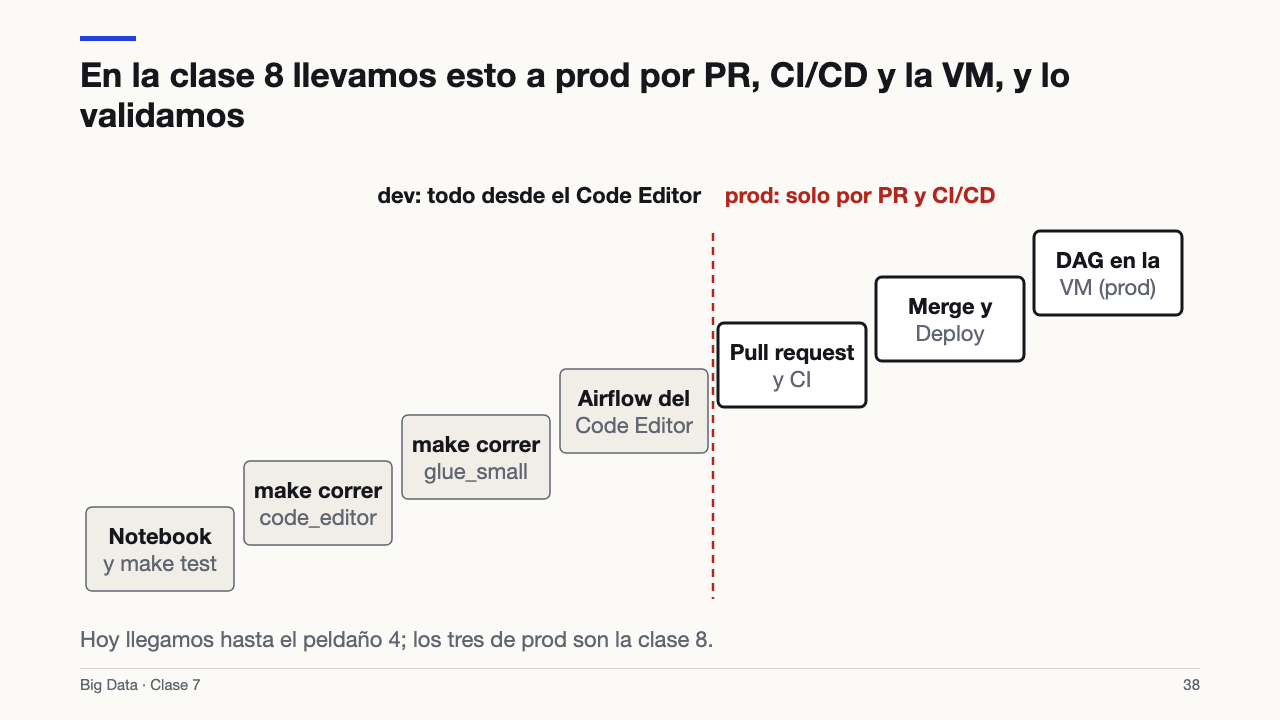 En la clase 8 llevamos esto a prod por PR, CI/CD y la VM, y lo
validamos
dev: todo desde el Code Editor
prod: solo por PR y CI/CD
Notebook
y make test
make correr
code_editor
make correr
glue_small
Airflow del
Code Editor
Pull request
y CI
Merge y
Deploy
DAG en la
VM (prod)
Hoy llegamos hasta el peldaño 4; los tres de prod son la clase 8.
Big Data · Clase 7
38